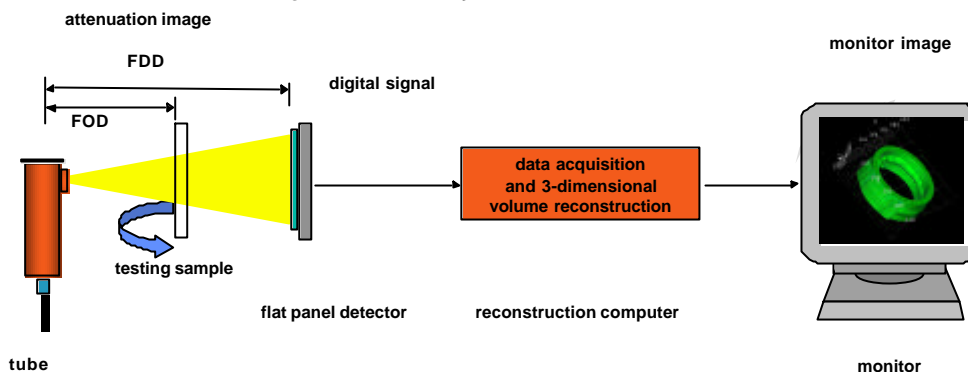 attenuation image
monitor image
FDD
digital signal
FOD
data acquisition
and 3-dimensional
volume reconstruction
testing sample
flat panel detector
reconstruction computer
tube
monitor